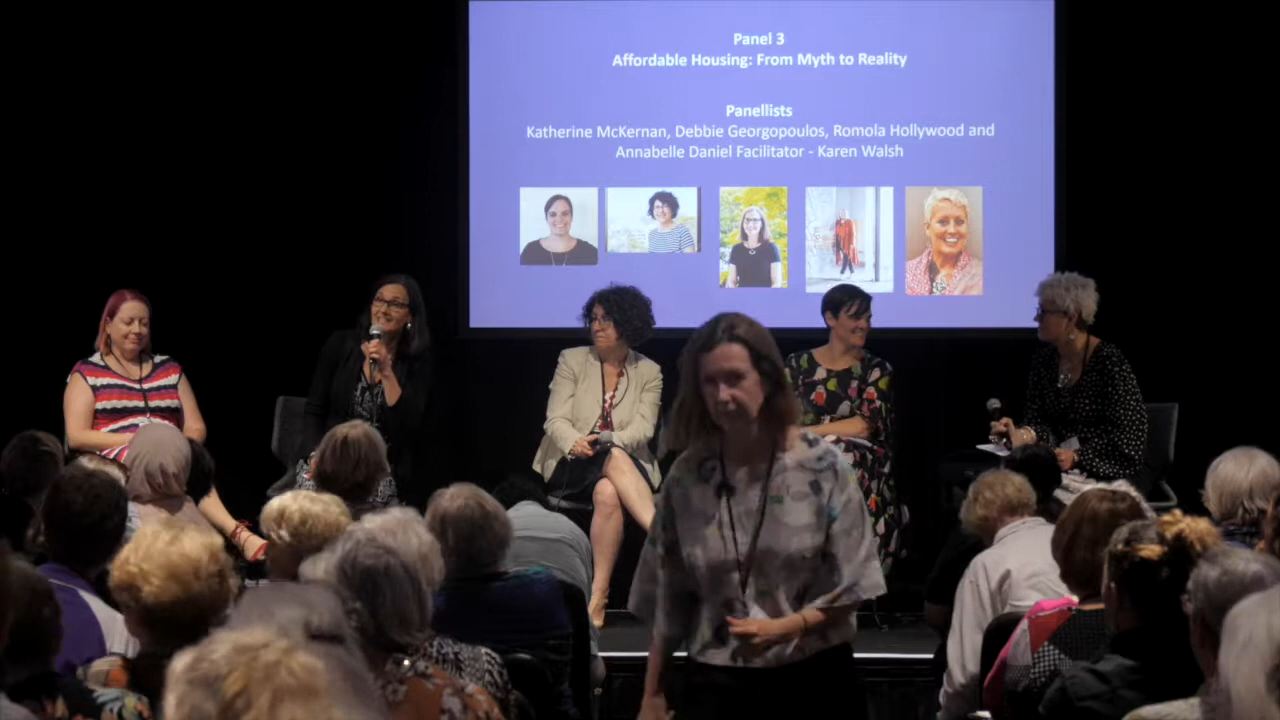 Panel 3
Affordable Housing: From Myth to Reality
Panellists
Katherine McKernan, Debbie Georgopoulos, Romola Hollywood and
Annabelle Daniel Facilitator - Karen Walsh